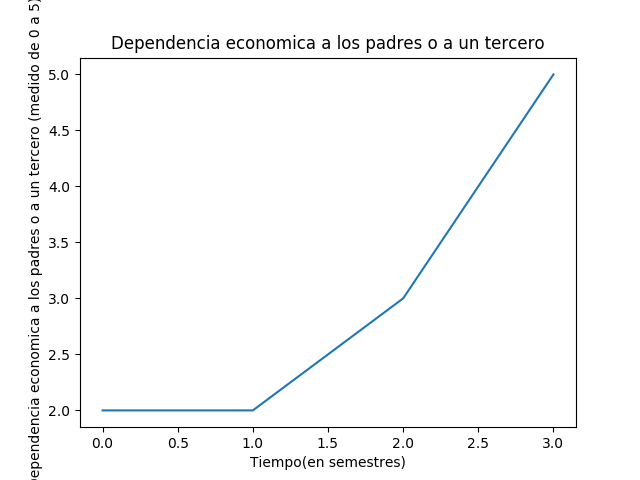 Dependencia economica a los padres o a un tercero
ependencia economica a los padres o a un tercero (medido de 0 a 5)
5.0
4.5
4.0
3.5
3.0
2.5
2.0
0.0 0.5 1.0 1.5 2.0 2.5 3.0
Tiempo(en semestres)